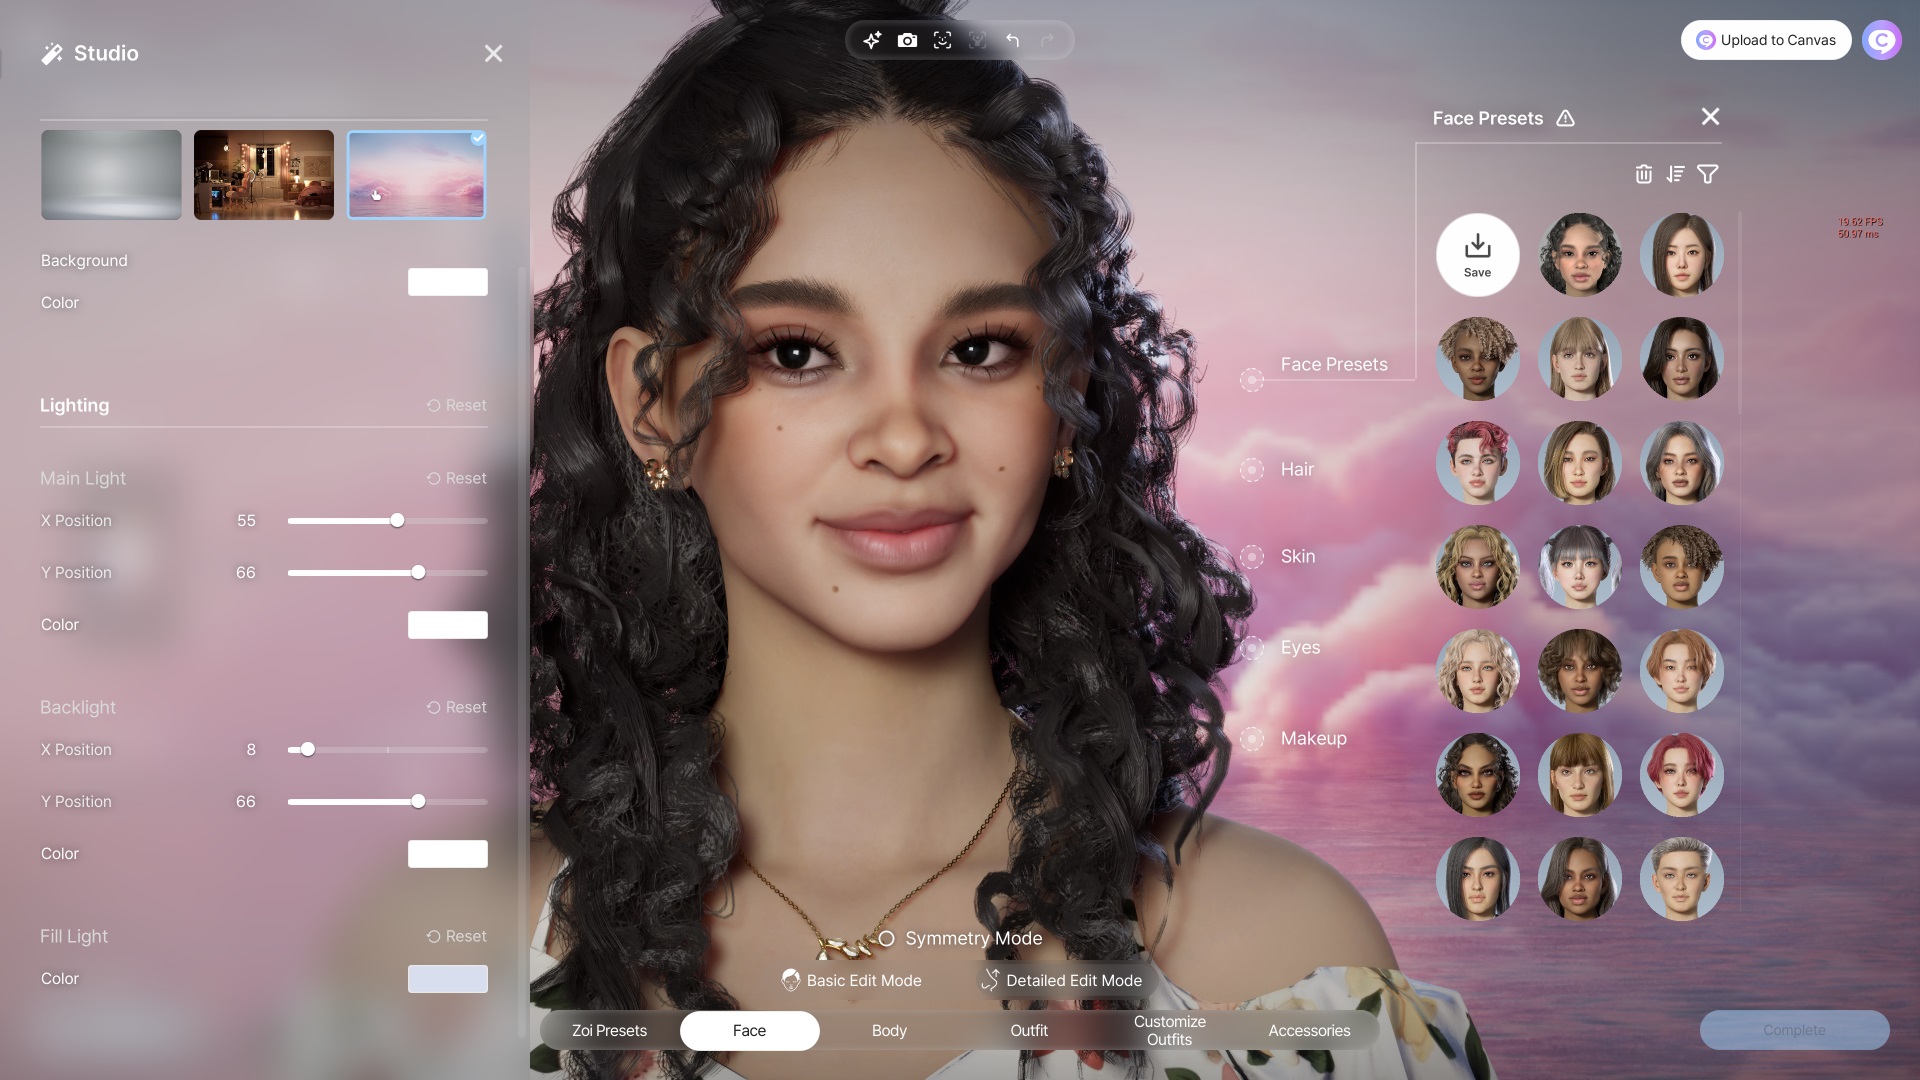 Studio
Upload to Canvas
Face Presets
19.62 FPS
50.97 ms
Save
Background
Color
Lighting
Reset
Main Light
Reset
X Position
55
Y Position
66
Color
Backlight
Reset
X Position
8
Y Position
66
Color
Fill Light
Reset
Color
Face Presets
Hair
Skin
Eyes
Makeup
Symmetry Mode
Basic Edit Mode
Detailed Edit Mode
Zoi Presets
Face
Body
Outfit
Customize
Outfits
Accessories
Complete